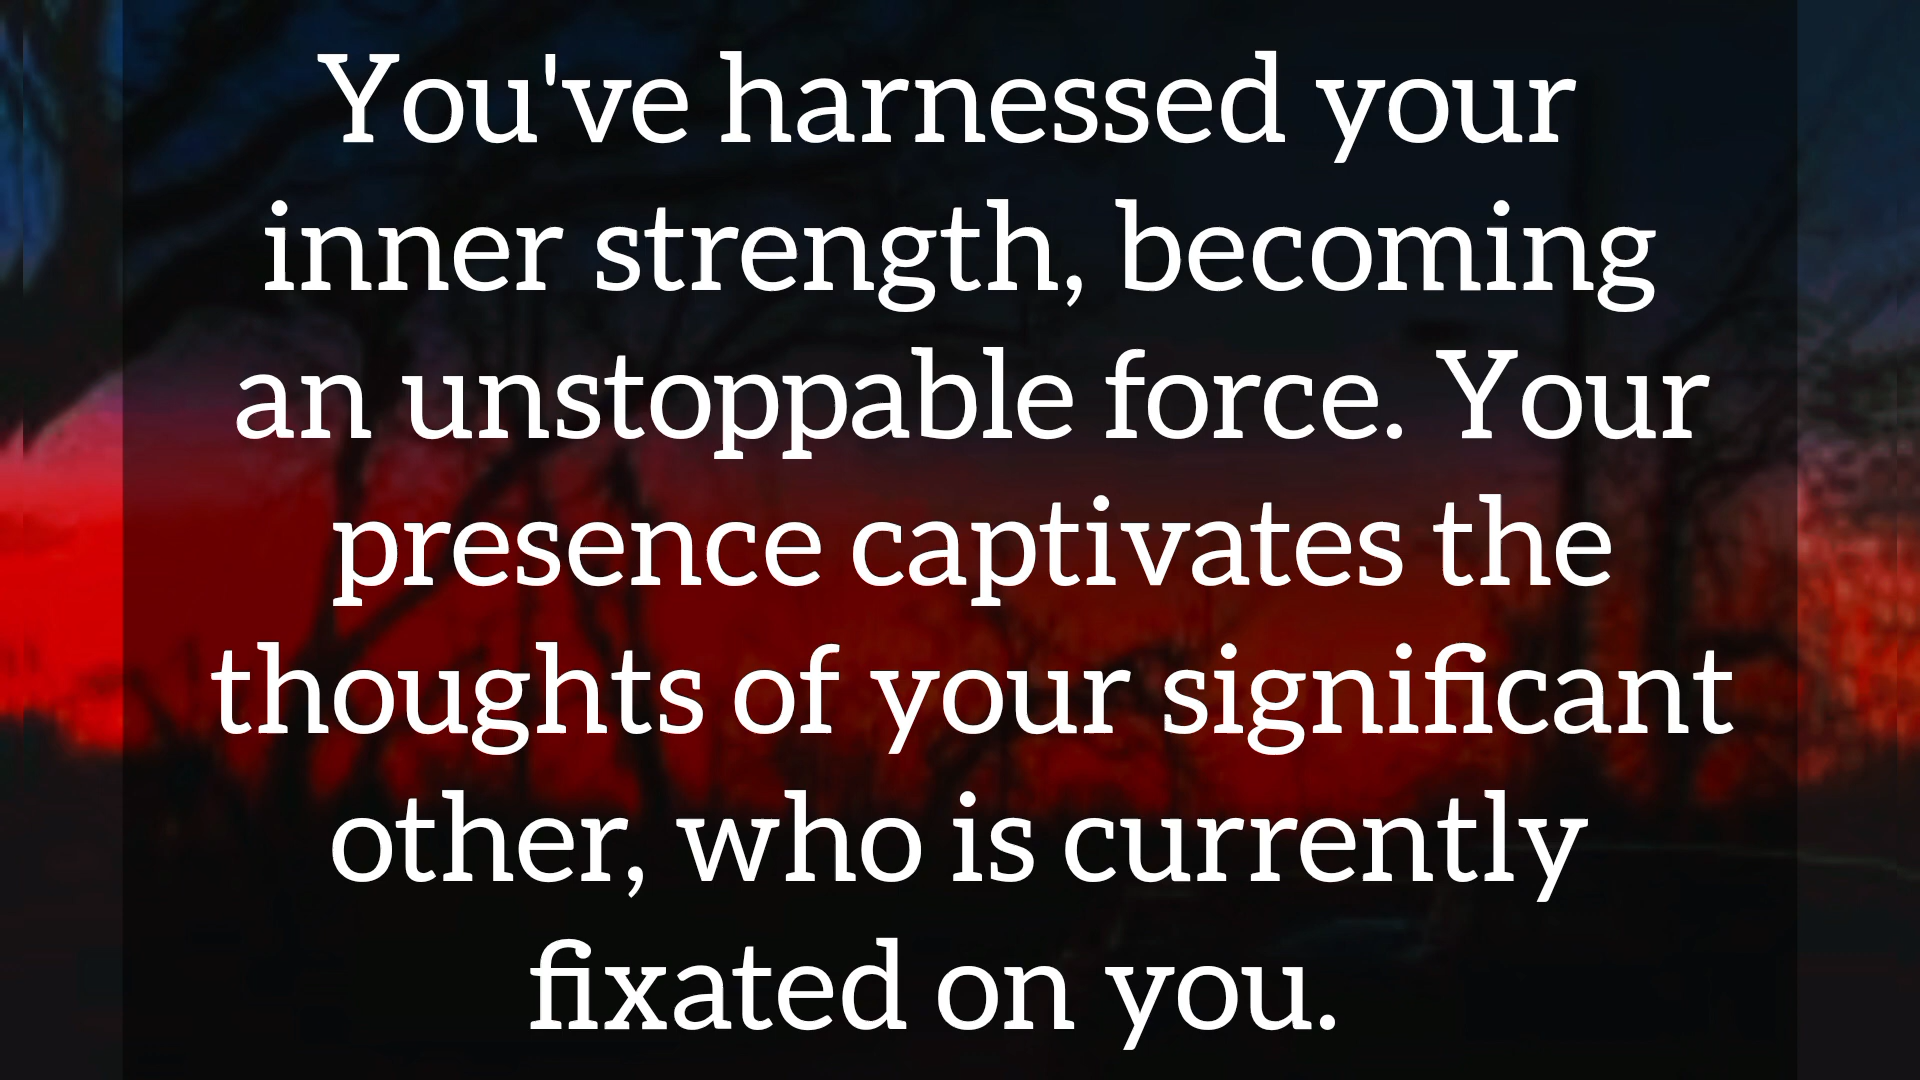 You've harnessed your
inner strength, becoming
an unstoppable force. Your
presence captivates the
thoughts of your significant
other, who is currently
fixated on you.